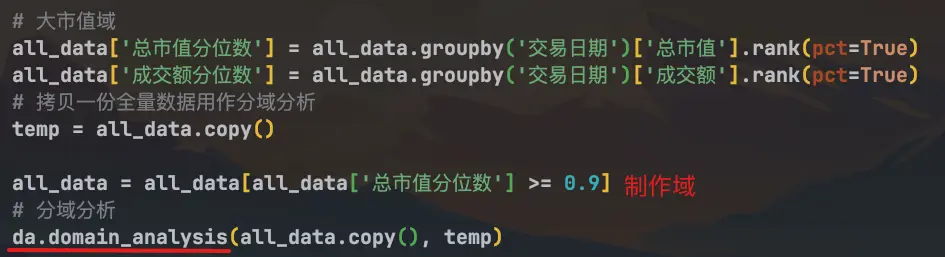 # 大市值域
all_data['总市值分位数'] = all_data.groupby('交易日期')['总市值'].rank(pct=True)
all_data['成交额分位数'] = all_data.groupby('交易日期')['成交额'].rank(pct=True)
# 拷贝一份全量数据用作分域分析
temp = all_data.copy()
all_data = all_data[all_data['总市值分位数'] >= 0.9] 制作域
# 分域分析
da.domain_analysis(all_data.copy(), temp)